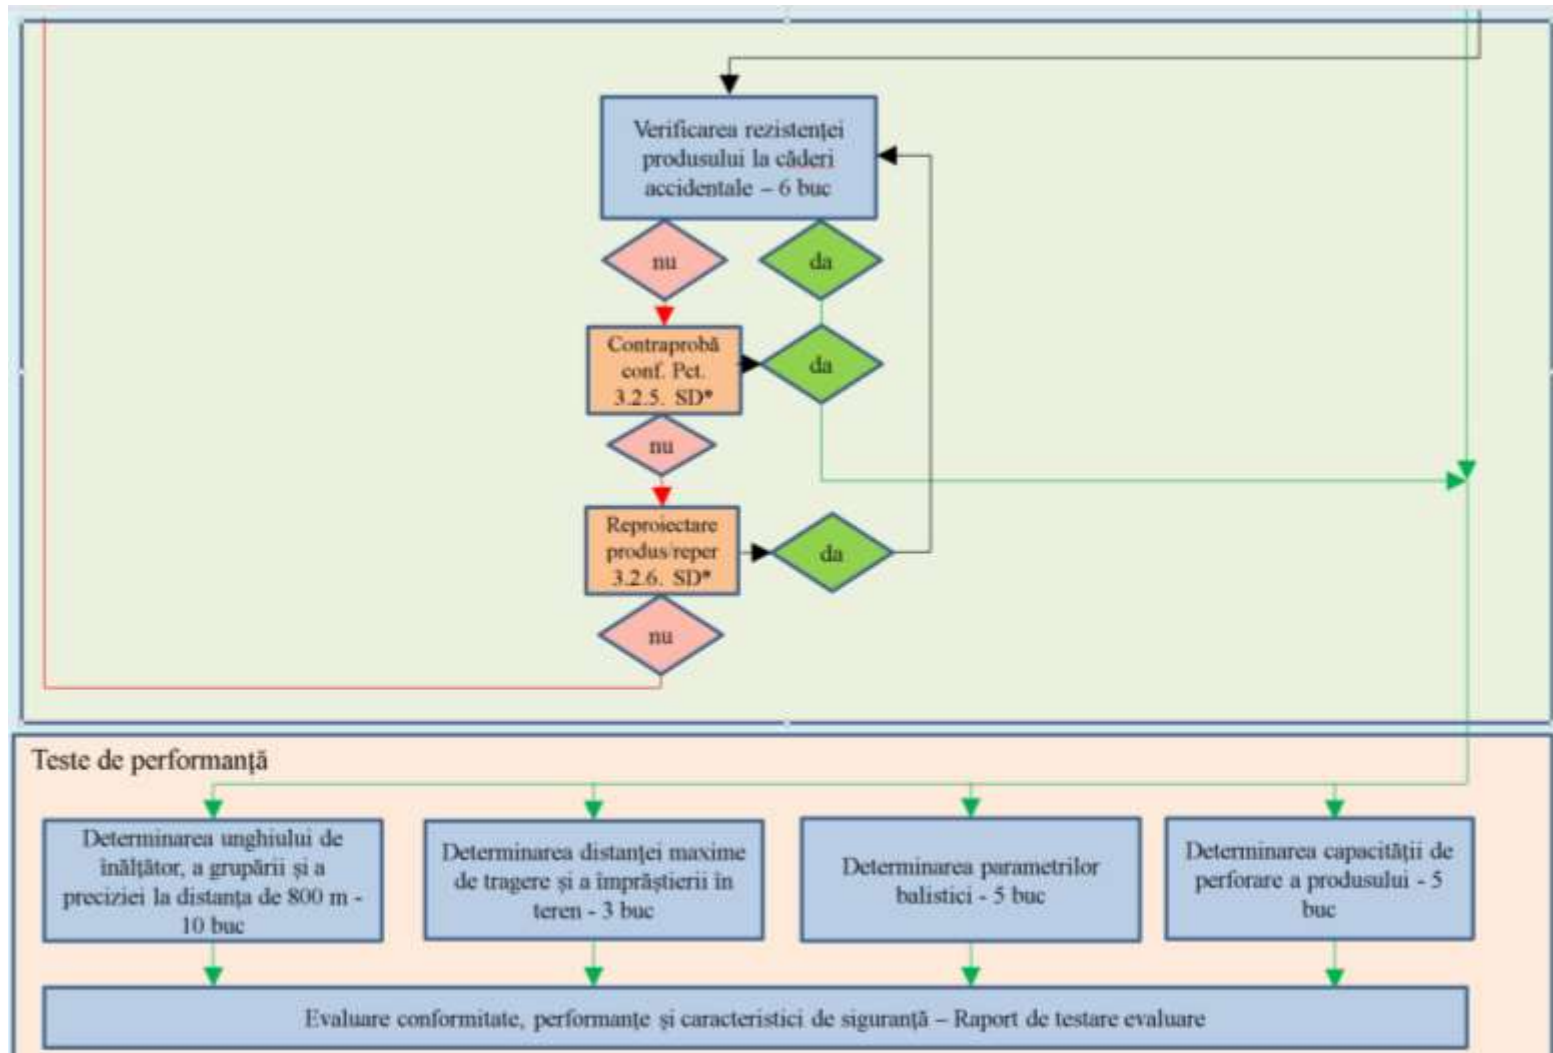 Verificarea rezistenței
produsului la căderi
accidentale – 6 buc
nu
da
Contraprobă
conf. Pct.
3.2.5. SD*
da
nu
Reproiectare
produs/reper
3.2.6. SD*
da
nu
Teste de performanță
Determinarea unghiului de
înălțător, a grupării și a
preciziei la distanța de 800 m -
10 buc
Determinarea distanței maxime
de tragere și a împrăștierii în
teren - 3 buc
Determinarea parametrilor
balistici - 5 buc
Determinarea capacității de
perforare a produsului - 5
buc
Evaluare conformitate, performanțe și caracteristici de siguranță – Raport de testare evaluare